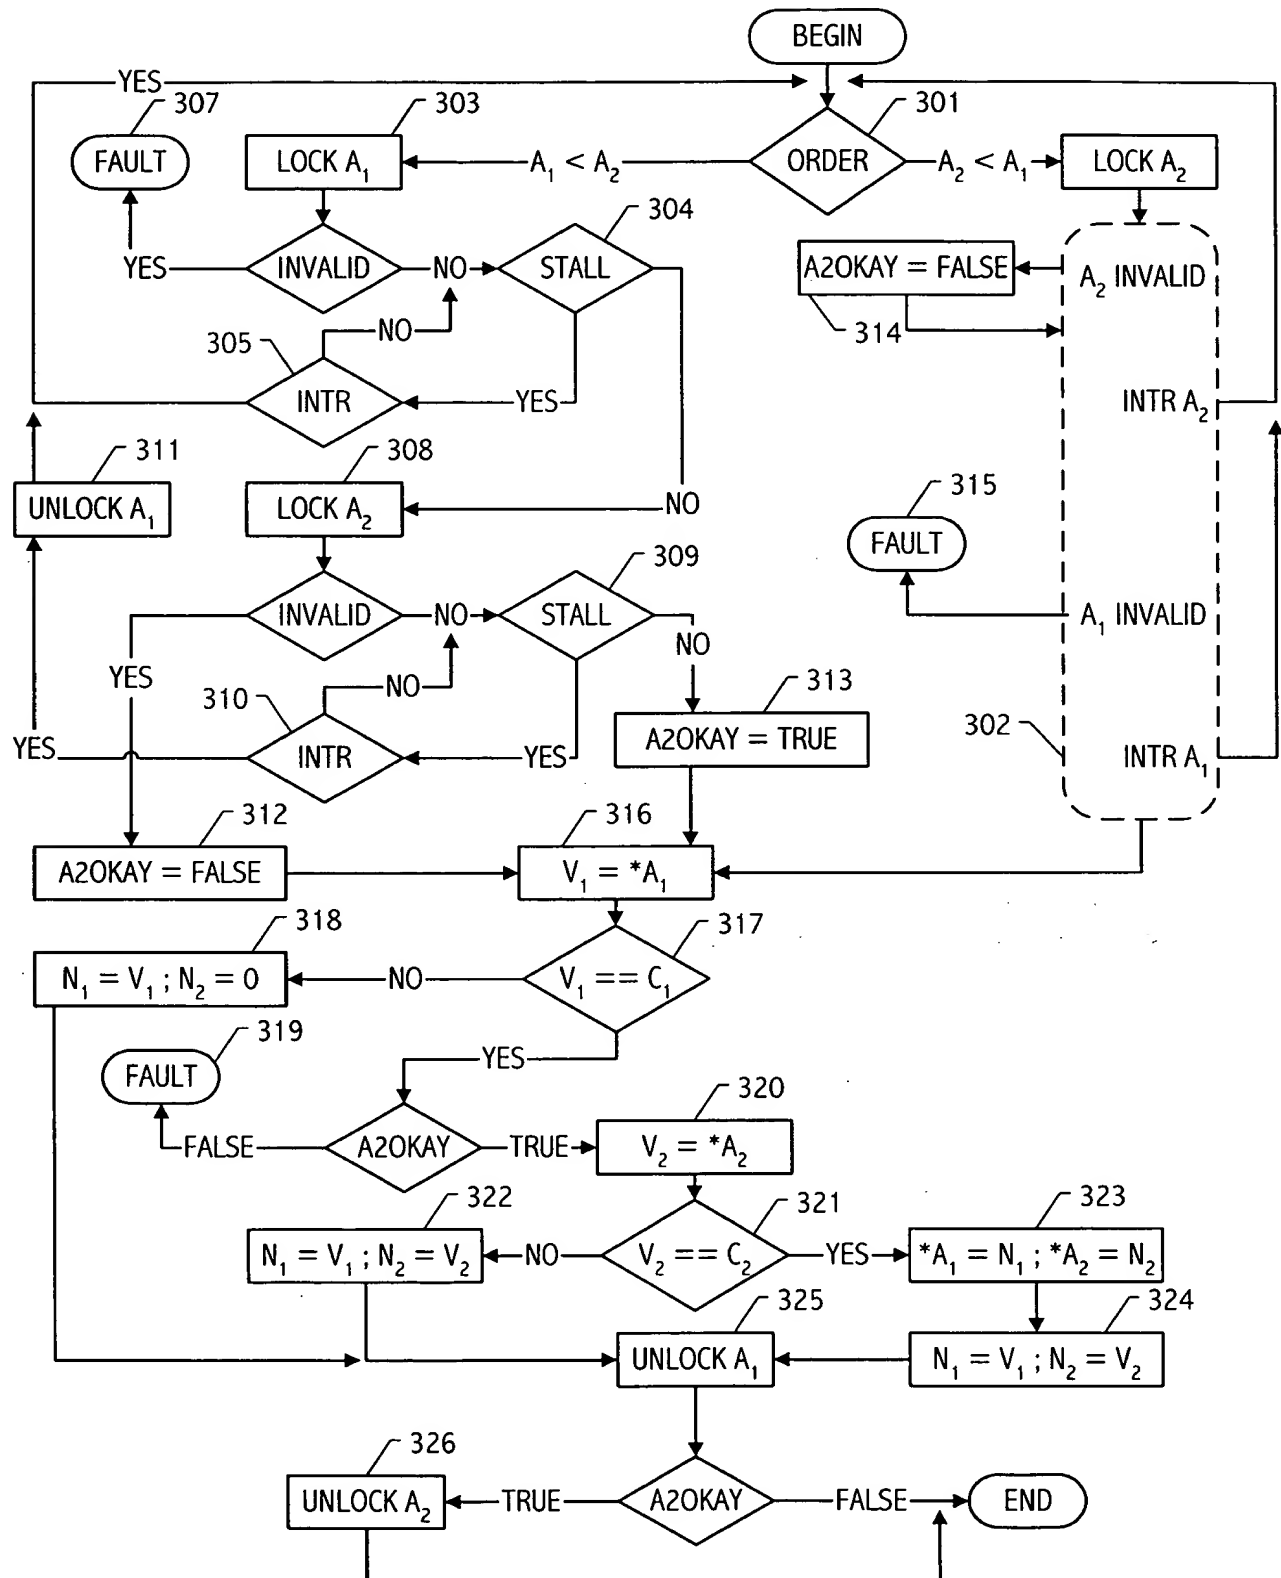 BEGIN
YES
307
303
301
FAULT
LOCK A₁
A₁ < A₂
ORDER
A₂ < A₁
LOCK A₂
304
YES
INVALID
NO
STALL
A2OKAY = FALSE
A₂ INVALID
314
NO
305
INTR
YES
INTR A₂
311
308
UNLOCK A₁
LOCK A₂
NO
315
FAULT
309
INVALID
NO
STALL
A₁ INVALID
NO
YES
310
NO
313
302
YES
INTR
YES
A2OKAY = TRUE
INTR A₁
312
316
A2OKAY = FALSE
V₁ = *A₁
318
317
N₁ = V₁ ; N₂ = 0
NO
V₁ == C₁
319
YES
FAULT
320
FALSE
A2OKAY
TRUE
V₂ = *A₂
322
321
323
N₁ = V₁ ; N₂ = V₂
NO
V₂ == C₂
YES
*A₁ = N₁ ; *A₂ = N₂
325
324
UNLOCK A₁
N₁ = V₁ ; N₂ = V₂
326
UNLOCK A₂
TRUE
A2OKAY
FALSE
END